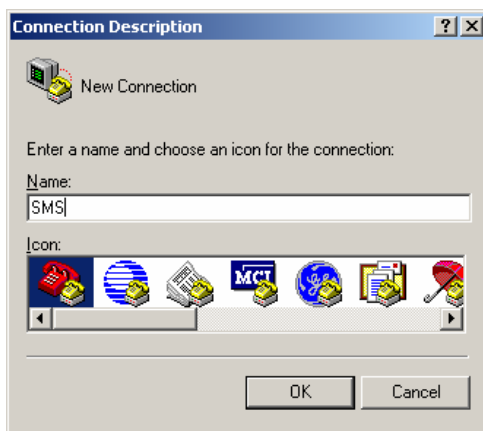 Connection Description
New Connection
Enter a name and choose an icon for the connection:
Name:
SMS
Icon:
MCI
OK
Cancel